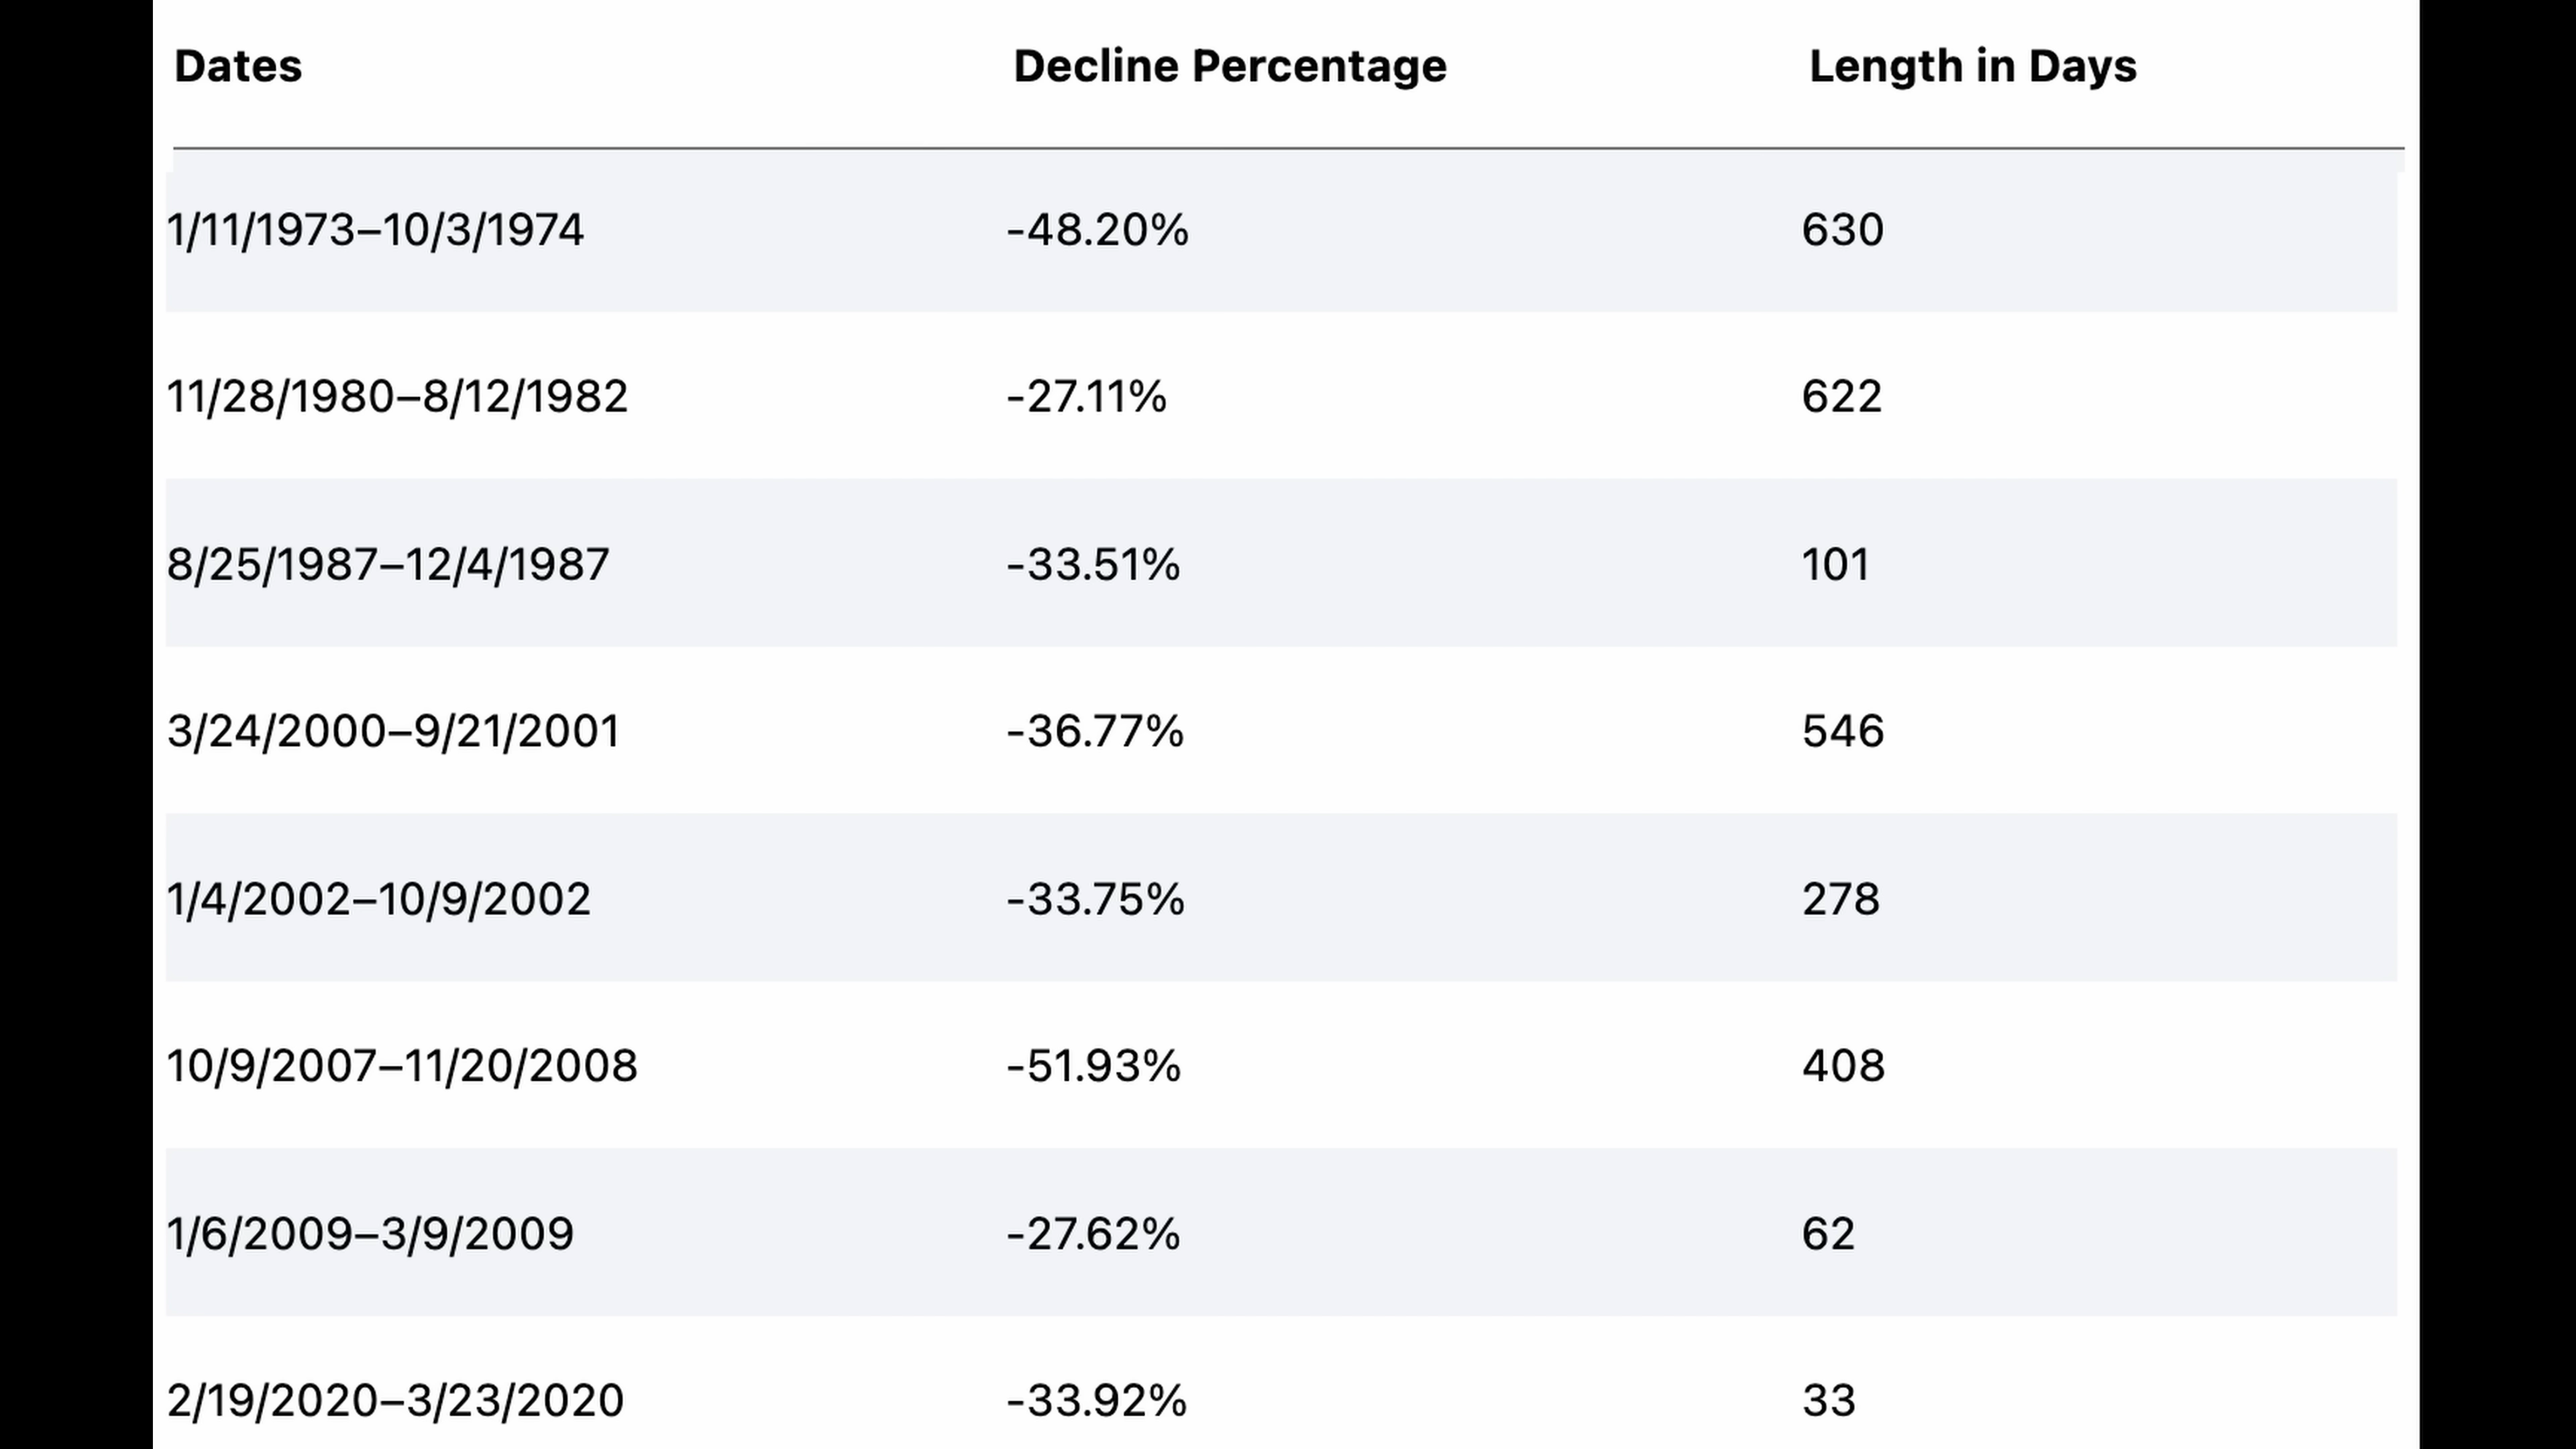 Dates Decline Percentage Length in Days
1/11/1973–10/3/1974 -48.20% 630
11/28/1980–8/12/1982 -27.11% 622
8/25/1987–12/4/1987 -33.51% 101
3/24/2000–9/21/2001 -36.77% 546
1/4/2002–10/9/2002 -33.75% 278
10/9/2007–11/20/2008 -51.93% 408
1/6/2009–3/9/2009 -27.62% 62
2/19/2020–3/23/2020 -33.92% 33